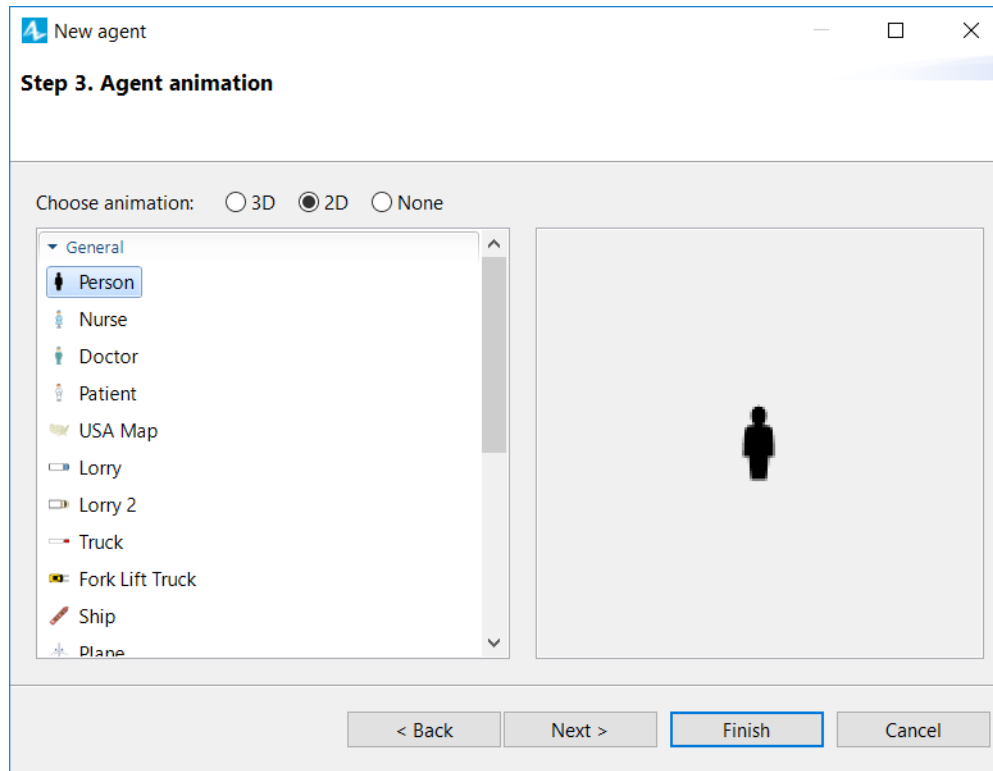 New agent
Step 3. Agent animation
Choose animation: 3D 2D None
General
Person
Nurse
Doctor
Patient
USA Map
Lorry
Lorry 2
Truck
Fork Lift Truck
Ship
Plane
< Back Next > Finish Cancel